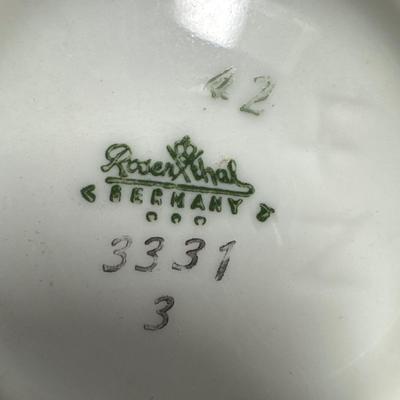 42
Rosenthal
GERMANY
3331
3